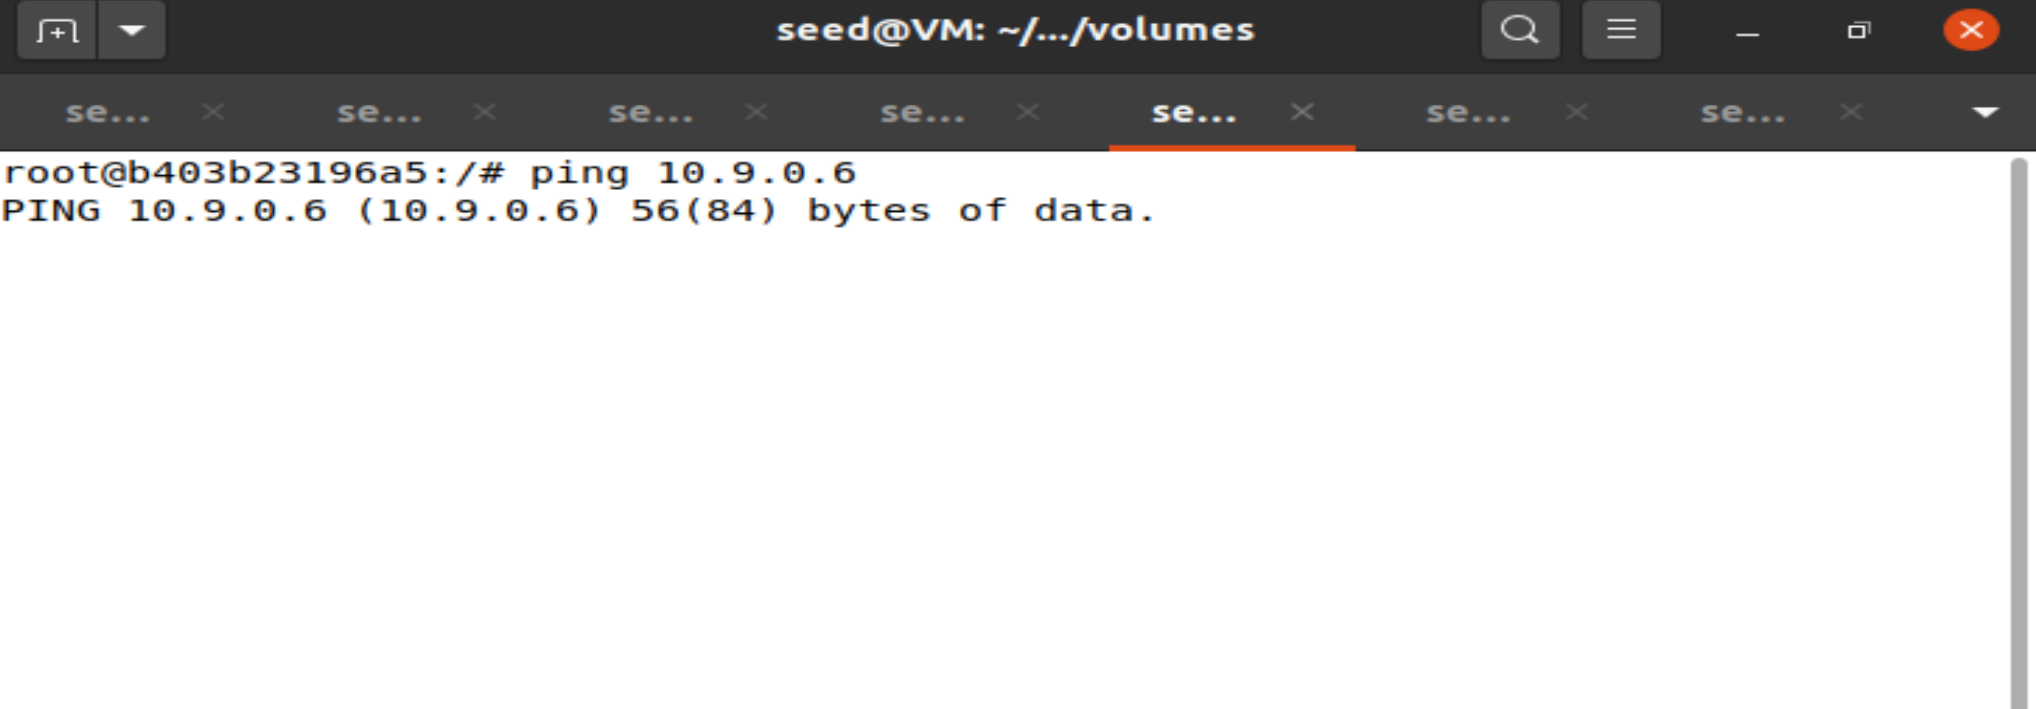 seed@VM: ~/.../volumes
se... se... se... se... se... se... se...
root@b403b23196a5:/# ping 10.9.0.6
PING 10.9.0.6 (10.9.0.6) 56(84) bytes of data.